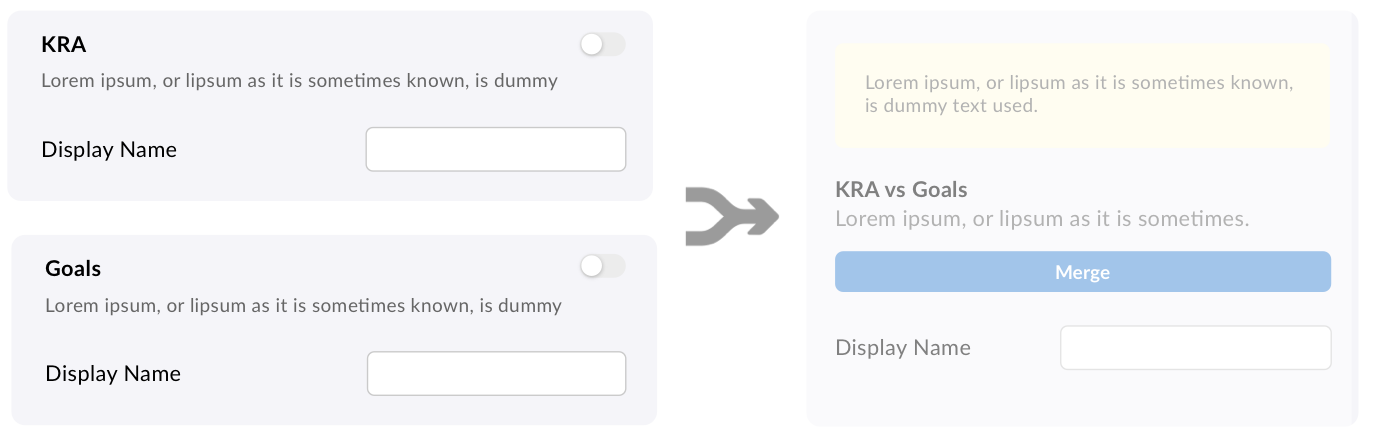 KRA
Lorem ipsum, or lipsum as it is sometimes known, is dummy
Display Name
Goals
Lorem ipsum, or lipsum as it is sometimes known, is dummy
Display Name
Lorem ipsum, or lipsum as it is sometimes known,
is dummy text used.
KRA vs Goals
Lorem ipsum, or lipsum as it is sometimes.
Merge
Display Name